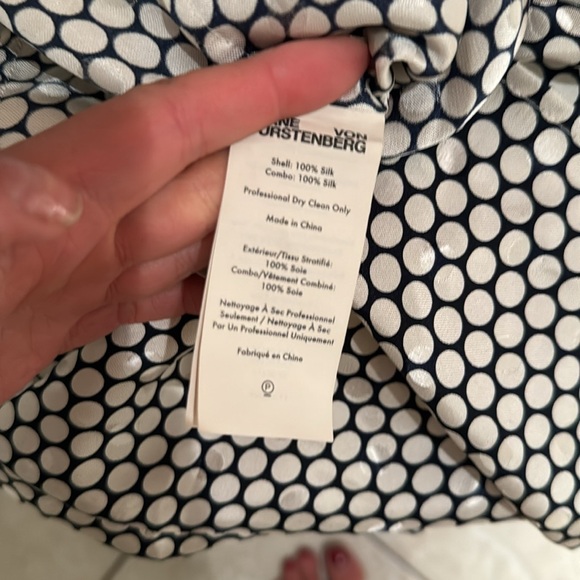 VON
Shell: 100% Silk
Combo: 100% Silk
Professional Dry Clean Only
Made in China
Extérieur/Tissu Stratifié:
100% Soie
Combo/Vêtement Combiné:
100% Soie
Nettoyage À Sec Professionnel
Seulement / Nettoyage À Sec
Par Un Professionnel Uniquement
Fabriqué en Chine
P